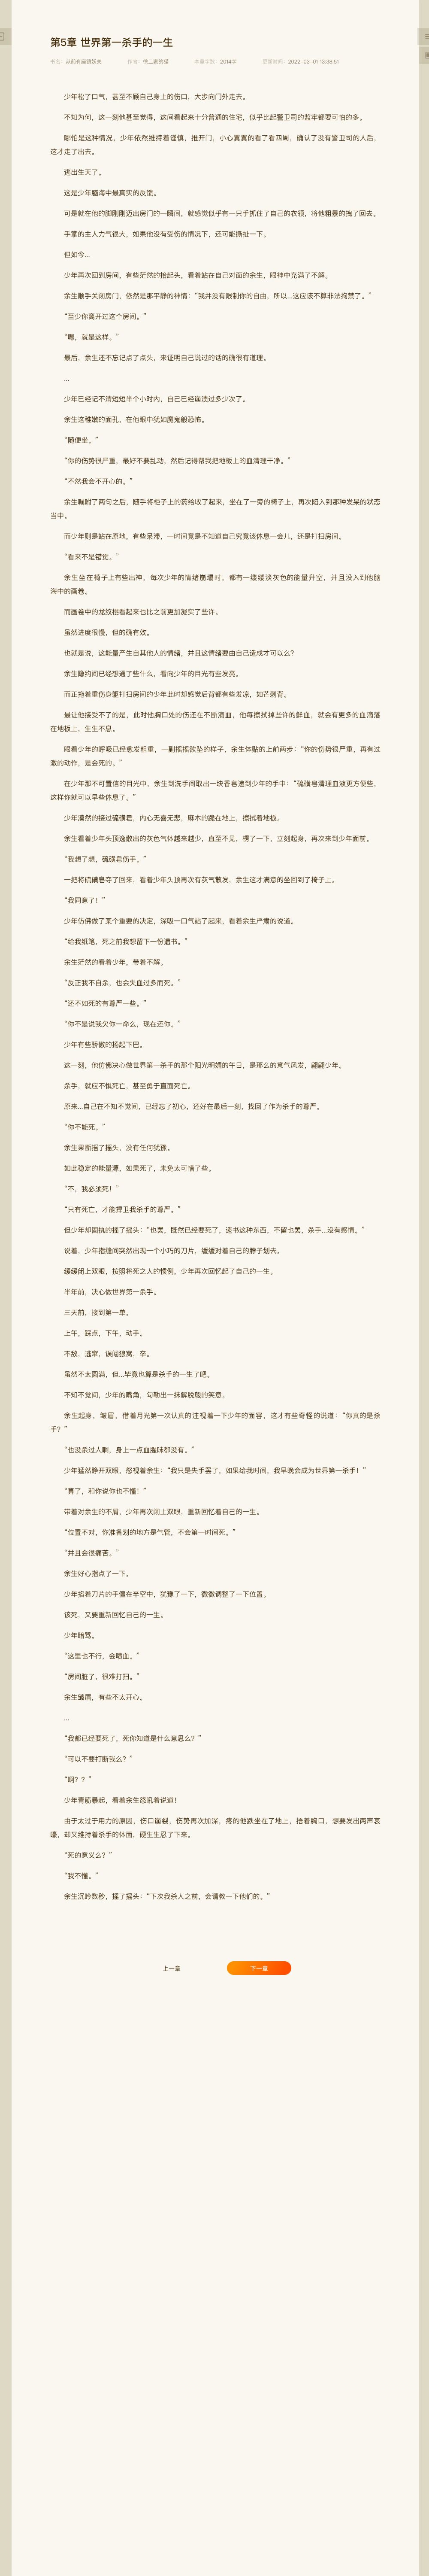 第5章 世界第一杀手的一生
书名：从前有座镇妖关 作者：徐二家的猫 本章字数：2014字 更新时间：2022-03-01 13:38:51
少年松了口气，甚至不顾自己身上的伤口，大步向门外走去。
不知为何，这一刻他甚至觉得，这间看起来十分普通的住宅，似乎比起警卫司的监牢都要可怕的多。
哪怕是这种情况，少年依然维持着谨慎，推开门，小心翼翼的看了看四周，确认了没有警卫司的人后，
这才走了出去。
逃出生天了。
这是少年脑海中最真实的反馈。
可是就在他的脚刚刚迈出房门的一瞬间，就感觉似乎有一只手抓住了自己的衣领，将他粗暴的拽了回去。
手掌的主人力气很大，如果他没有受伤的情况下，还可能撕扯一下。
但如今…
少年再次回到房间，有些茫然的抬起头，看着站在自己对面的余生，眼神中充满了不解。
余生顺手关闭房门，依然是那平静的神情：“我并没有限制你的自由，所以...这应该不算非法拘禁了。”
“至少你离开过这个房间。”
“嗯，就是这样。”
最后，余生还不忘记点了点头，来证明自己说过的话的确很有道理。
…
少年已经记不清短短半个小时内，自己已经崩溃过多少次了。
余生这稚嫩的面孔，在他眼中犹如魔鬼般恐怖。
“随便坐。”
“你的伤势很严重，最好不要乱动，然后记得帮我把地板上的血清理干净。”
“不然我会不开心的。”
余生嘱咐了两句之后，随手将柜子上的药给收了起来，坐在了一旁的椅子上，再次陷入到那种发呆的状态
当中。
而少年则是站在原地，有些呆滞，一时间竟是不知道自己究竟该休息一会儿，还是打扫房间。
“看来不是错觉。”
余生坐在椅子上有些出神，每次少年的情绪崩塌时，都有一缕缕淡灰色的能量升空，并且没入到他脑
海中的画卷。
而画卷中的龙纹棍看起来也比之前更加凝实了些许。
虽然进度很慢，但的确有效。
也就是说，这能量产生自其他人的情绪，并且这情绪要由自己造成才可以么？
余生隐约间已经想通了些什么，看向少年的目光有些发亮。
而正拖着重伤身躯打扫房间的少年此时却感觉后背都有些发凉，如芒刺背。
最让他接受不了的是，此时他胸口处的伤还在不断滴血，他每擦拭掉些许的鲜血，就会有更多的血滴落
在地板上，生生不息。
眼看少年的呼吸已经愈发粗重，一副摇摇欲坠的样子，余生体贴的上前两步：“你的伤势很严重，再有过
激的动作，是会死的。”
在少年那不可置信的目光中，余生到洗手间取出一块香皂递到少年的手中：“硫磺皂清理血液更方便些，
这样你就可以早些休息了。”
少年漠然的接过硫磺皂，内心无喜无悲，麻木的跪在地上，擦拭着地板。
余生看着少年头顶逸散出的灰色气体越来越少，直至不见，楞了一下，立刻起身，再次来到少年面前。
“我想了想，硫磺皂伤手。”
一把将硫磺皂夺了回来，看着少年头顶再次有灰气散发，余生这才满意的坐回到了椅子上。
“我同意了！”
少年仿佛做了某个重要的决定，深吸一口气站了起来，看着余生严肃的说道。
“给我纸笔，死之前我想留下一份遗书。”
余生茫然的看着少年，带着不解。
“反正我不自杀，也会失血过多而死。”
“还不如死的有尊严一些。”
“你不是说我欠你一命么，现在还你。”
少年有些骄傲的扬起下巴。
这一刻，他仿佛决心做世界第一杀手的那个阳光明媚的午日，是那么的意气风发，翩翩少年。
杀手，就应不惧死亡，甚至勇于直面死亡。
原来...自己在不知不觉间，已经忘了初心，还好在最后一刻，找回了作为杀手的尊严。
“你不能死。”
余生果断摇了摇头，没有任何犹豫。
如此稳定的能量源，如果死了，未免太可惜了些。
“不，我必须死！”
“只有死亡，才能捍卫我杀手的尊严。”
但少年却固执的摇了摇头：“也罢，既然已经要死了，遗书这种东西，不留也罢，杀手...没有感情。”
说着，少年指缝间突然出现一个小巧的刀片，缓缓对着自己的脖子划去。
缓缓闭上双眼，按照将死之人的惯例，少年再次回忆起了自己的一生。
半年前，决心做世界第一杀手。
三天前，接到第一单。
上午，踩点，下午，动手。
不敌，逃窜，误闯狼窝，卒。
虽然不太圆满，但...毕竟也算是杀手的一生了吧。
不知不觉间，少年的嘴角，勾勒出一抹解脱般的笑意。
余生起身，皱眉，借着月光第一次认真的注视着一下少年的面容，这才有些奇怪的说道：“你真的是杀
手？”
“也没杀过人啊，身上一点血腥味都没有。”
少年猛然睁开双眼，怒视着余生：“我只是失手罢了，如果给我时间，我早晚会成为世界第一杀手！”
“算了，和你说你也不懂！”
带着对余生的不屑，少年再次闭上双眼，重新回忆着自己的一生。
“位置不对，你准备划的地方是气管，不会第一时间死。”
“并且会很痛苦。”
余生好心指点了一下。
少年掐着刀片的手僵在半空中，犹豫了一下，微微调整了一下位置。
该死，又要重新回忆自己的一生。
少年暗骂。
“这里也不行，会喷血。”
“房间脏了，很难打扫。”
余生皱眉，有些不太开心。
…
“我都已经要死了，死你知道是什么意思么？”
“可以不要打断我么？”
“啊？？”
少年青筋暴起，看着余生怒吼着说道！
由于太过于用力的原因，伤口崩裂，伤势再次加深，疼的他跌坐在了地上，捂着胸口，想要发出两声哀
嚎，却又维持着杀手的体面，硬生生忍了下来。
“死的意义么？”
“我不懂。”
余生沉吟数秒，摇了摇头：“下次我杀人之前，会请教一下他们的。”
上一章 下一章